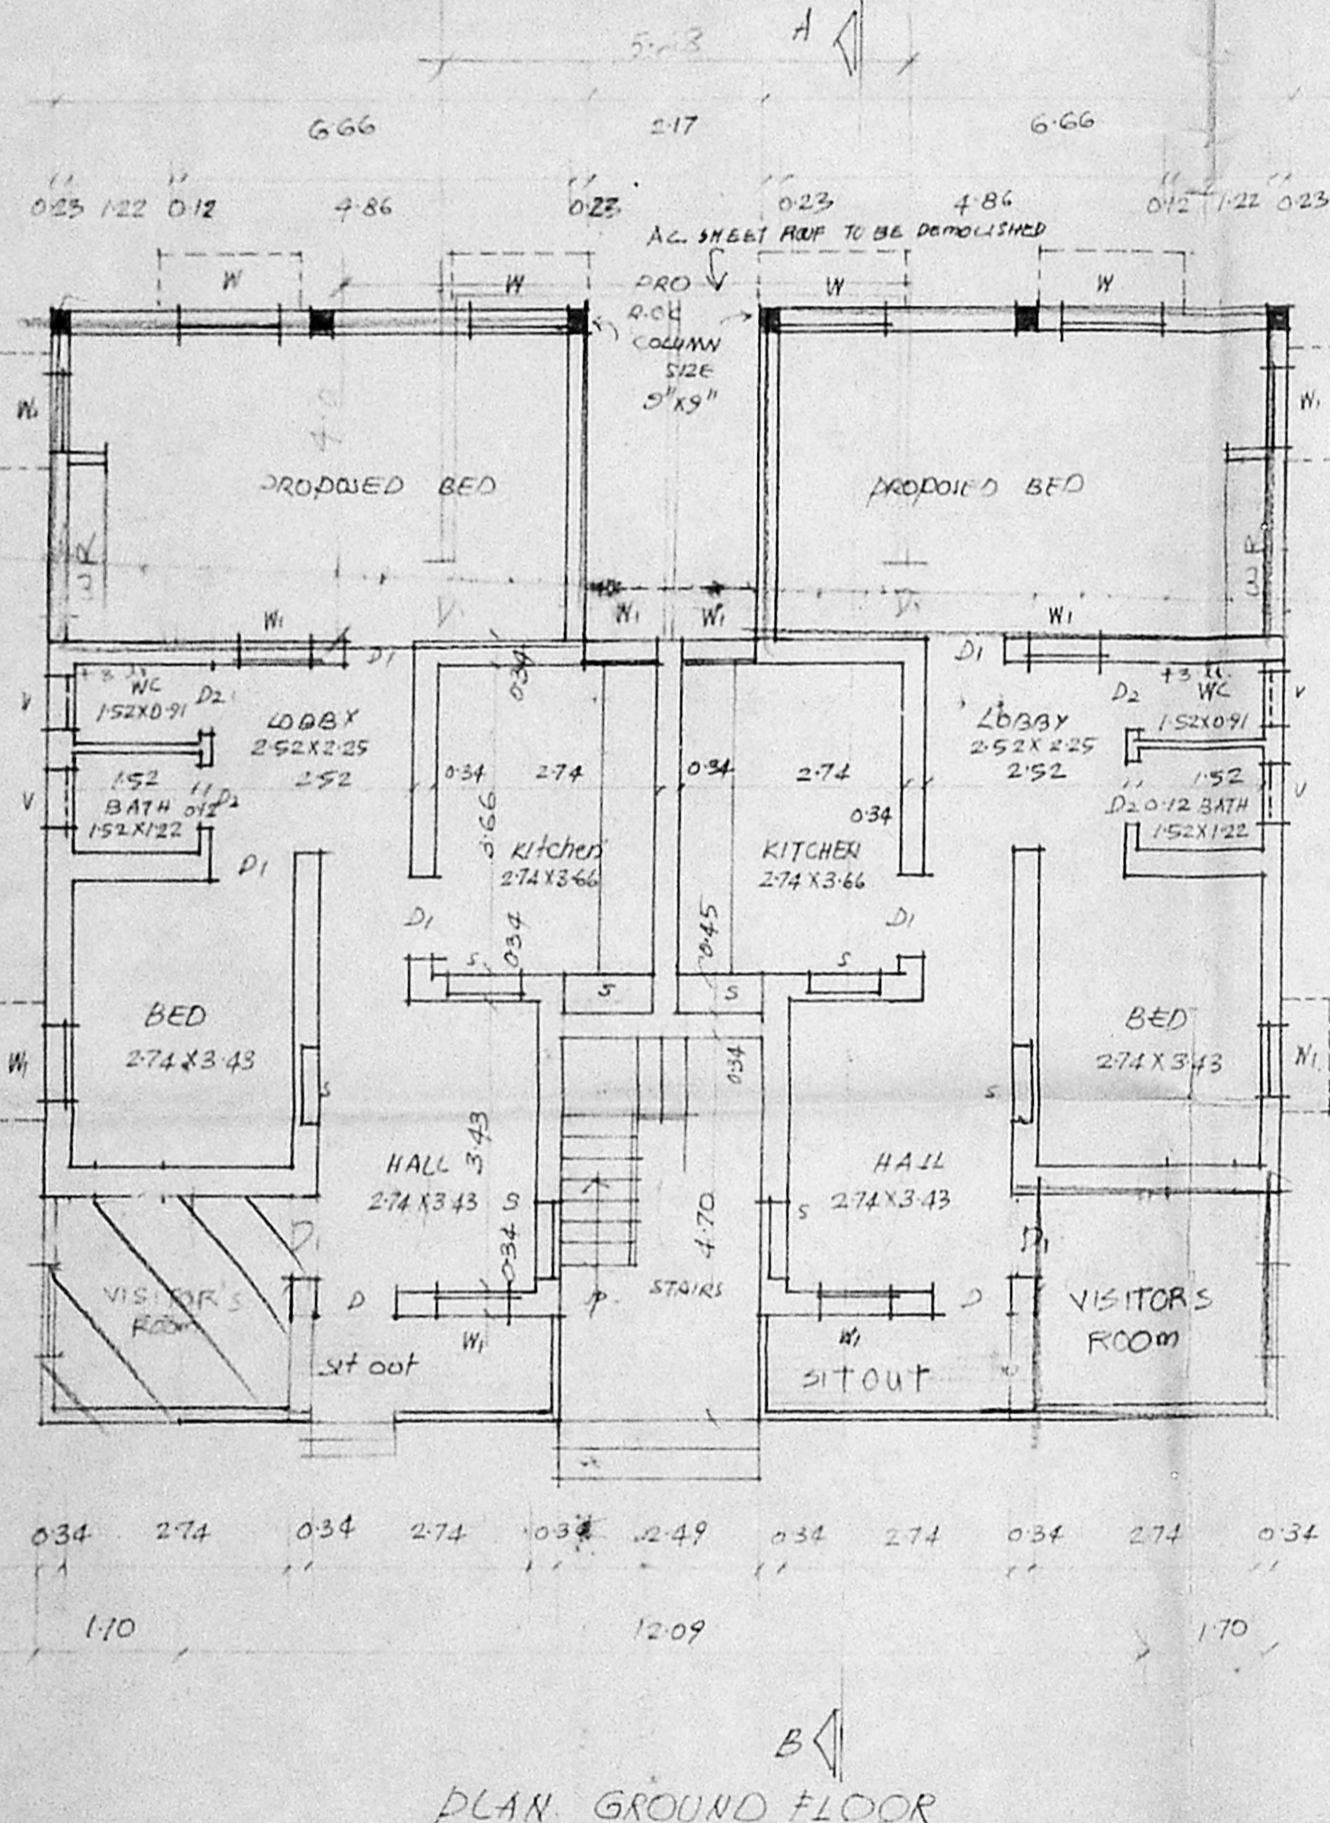 A
6.66 2.17 6.66
0.23 1.22 0.12 4.86 0.23 0.23 4.86 0.12 1.22 0.23
A.C. SHEET ROOF TO BE DEMOLISHED
W W W W
PRO
R.C.C
COLUMN
SIZE
9"X9"
W1 W1
PROPOSED BED PROPOSED BED
WR WR
D1 D1
W1 W1 W1 W1
D1 0.34 D1
WC D2 D2 WC
V 1.52X0.91 1.52X0.91 V
LOBBY LOBBY
2.52X2.25 2.52X2.25
2.52 2.52
0.34 2.74 0.34 2.74
1.52 1.52
V BATH 0.12 D2 D2 0.12 BATH V
1.52X1.22 1.52X1.22
3.66 0.34
Kitchen KITCHEN
2.74X3.66 2.74X3.66
D1
D1 0.34 0.45 D1
S S S S
BED BED
2.74X3.43 2.74X3.43
W1 W1
0.34
S S
3.43
HALL HALL
2.74X3.43 S S 2.74X3.43
4.70
D1 0.34 D1
STAIRS
VISITOR'S D D VISITORS
ROOM ROOM
W1 W1
Sit out SIT OUT
0.34 2.74 0.34 2.74 0.34 2.49 0.34 2.74 0.34 2.74 0.34
1.70 12.09 1.70
B
PLAN. GROUND FLOOR